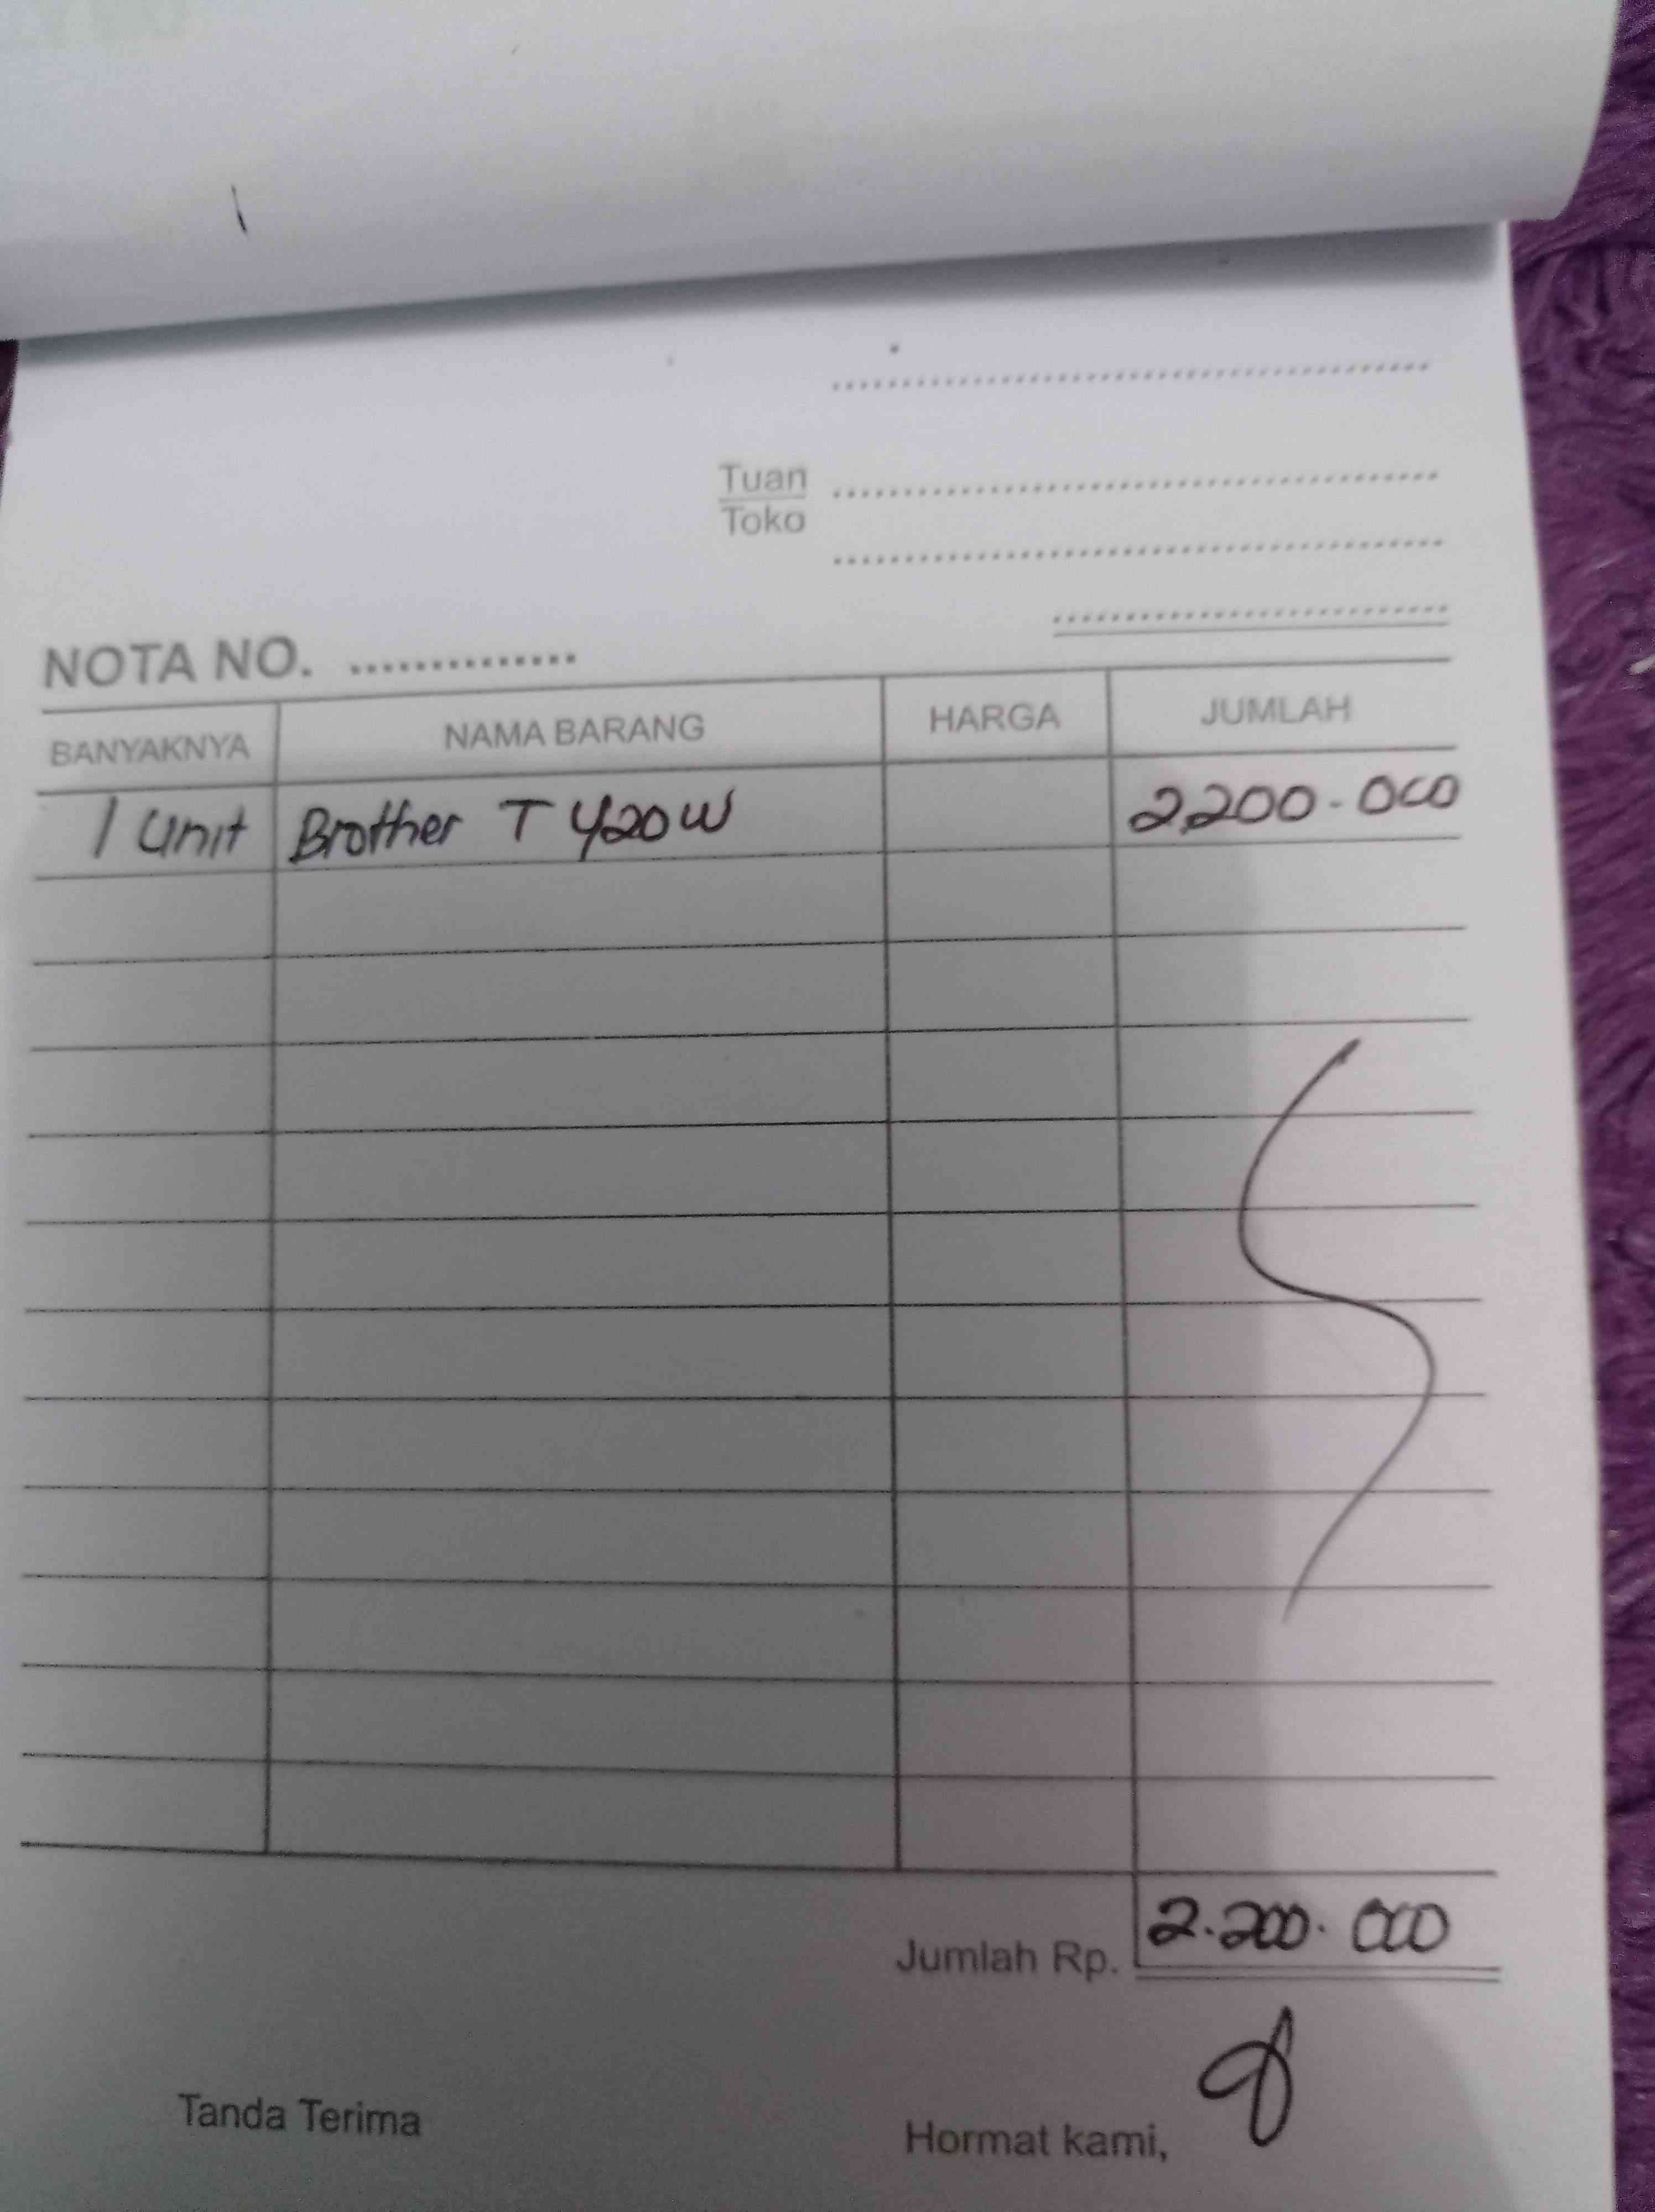 Tuan
Toko
NOTA NO. ..............
BANYAKNYA NAMA BARANG HARGA JUMLAH
1 Unit Brother T 420W 2.200.000
Jumlah Rp. 2.200.000
Tanda Terima Hormat kami,